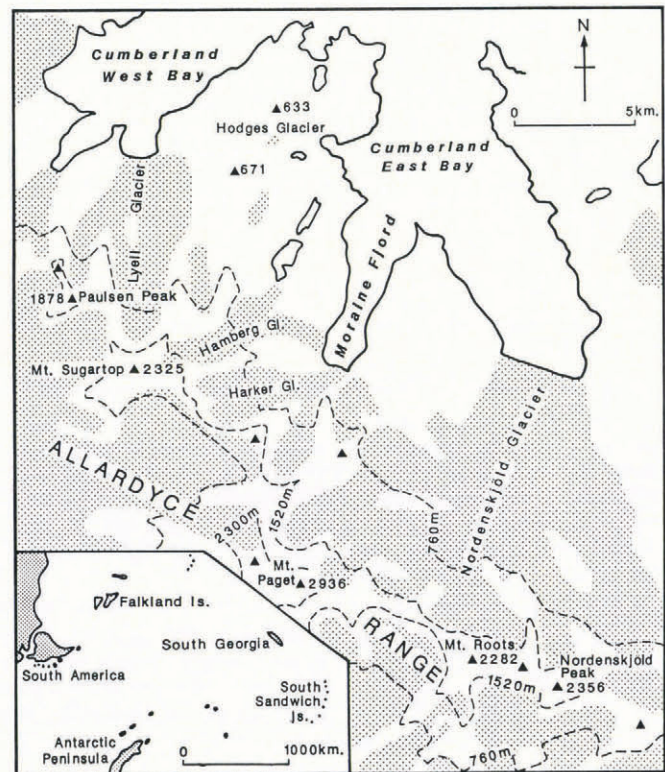 Cumberland
West Bay
N
0 5km.
633
Hodges Glacier
Cumberland
East Bay
671
Lyell Glacier
Moraine Fjord
1878 Paulsen Peak
Hamberg Gl.
Mt. Sugartop 2325
Harker Gl.
Nordenskjöld Glacier
ALLARDYCE
2300m
1520m
760m
Mt.
Paget 2936
RANGE
Mt. Roots
2282
Nordenskjöld
Peak
2356
1520m
760m
Falkland Is.
South Georgia
South America
South
Sandwich
Is.
Antarctic
Peninsula
0 1000km.